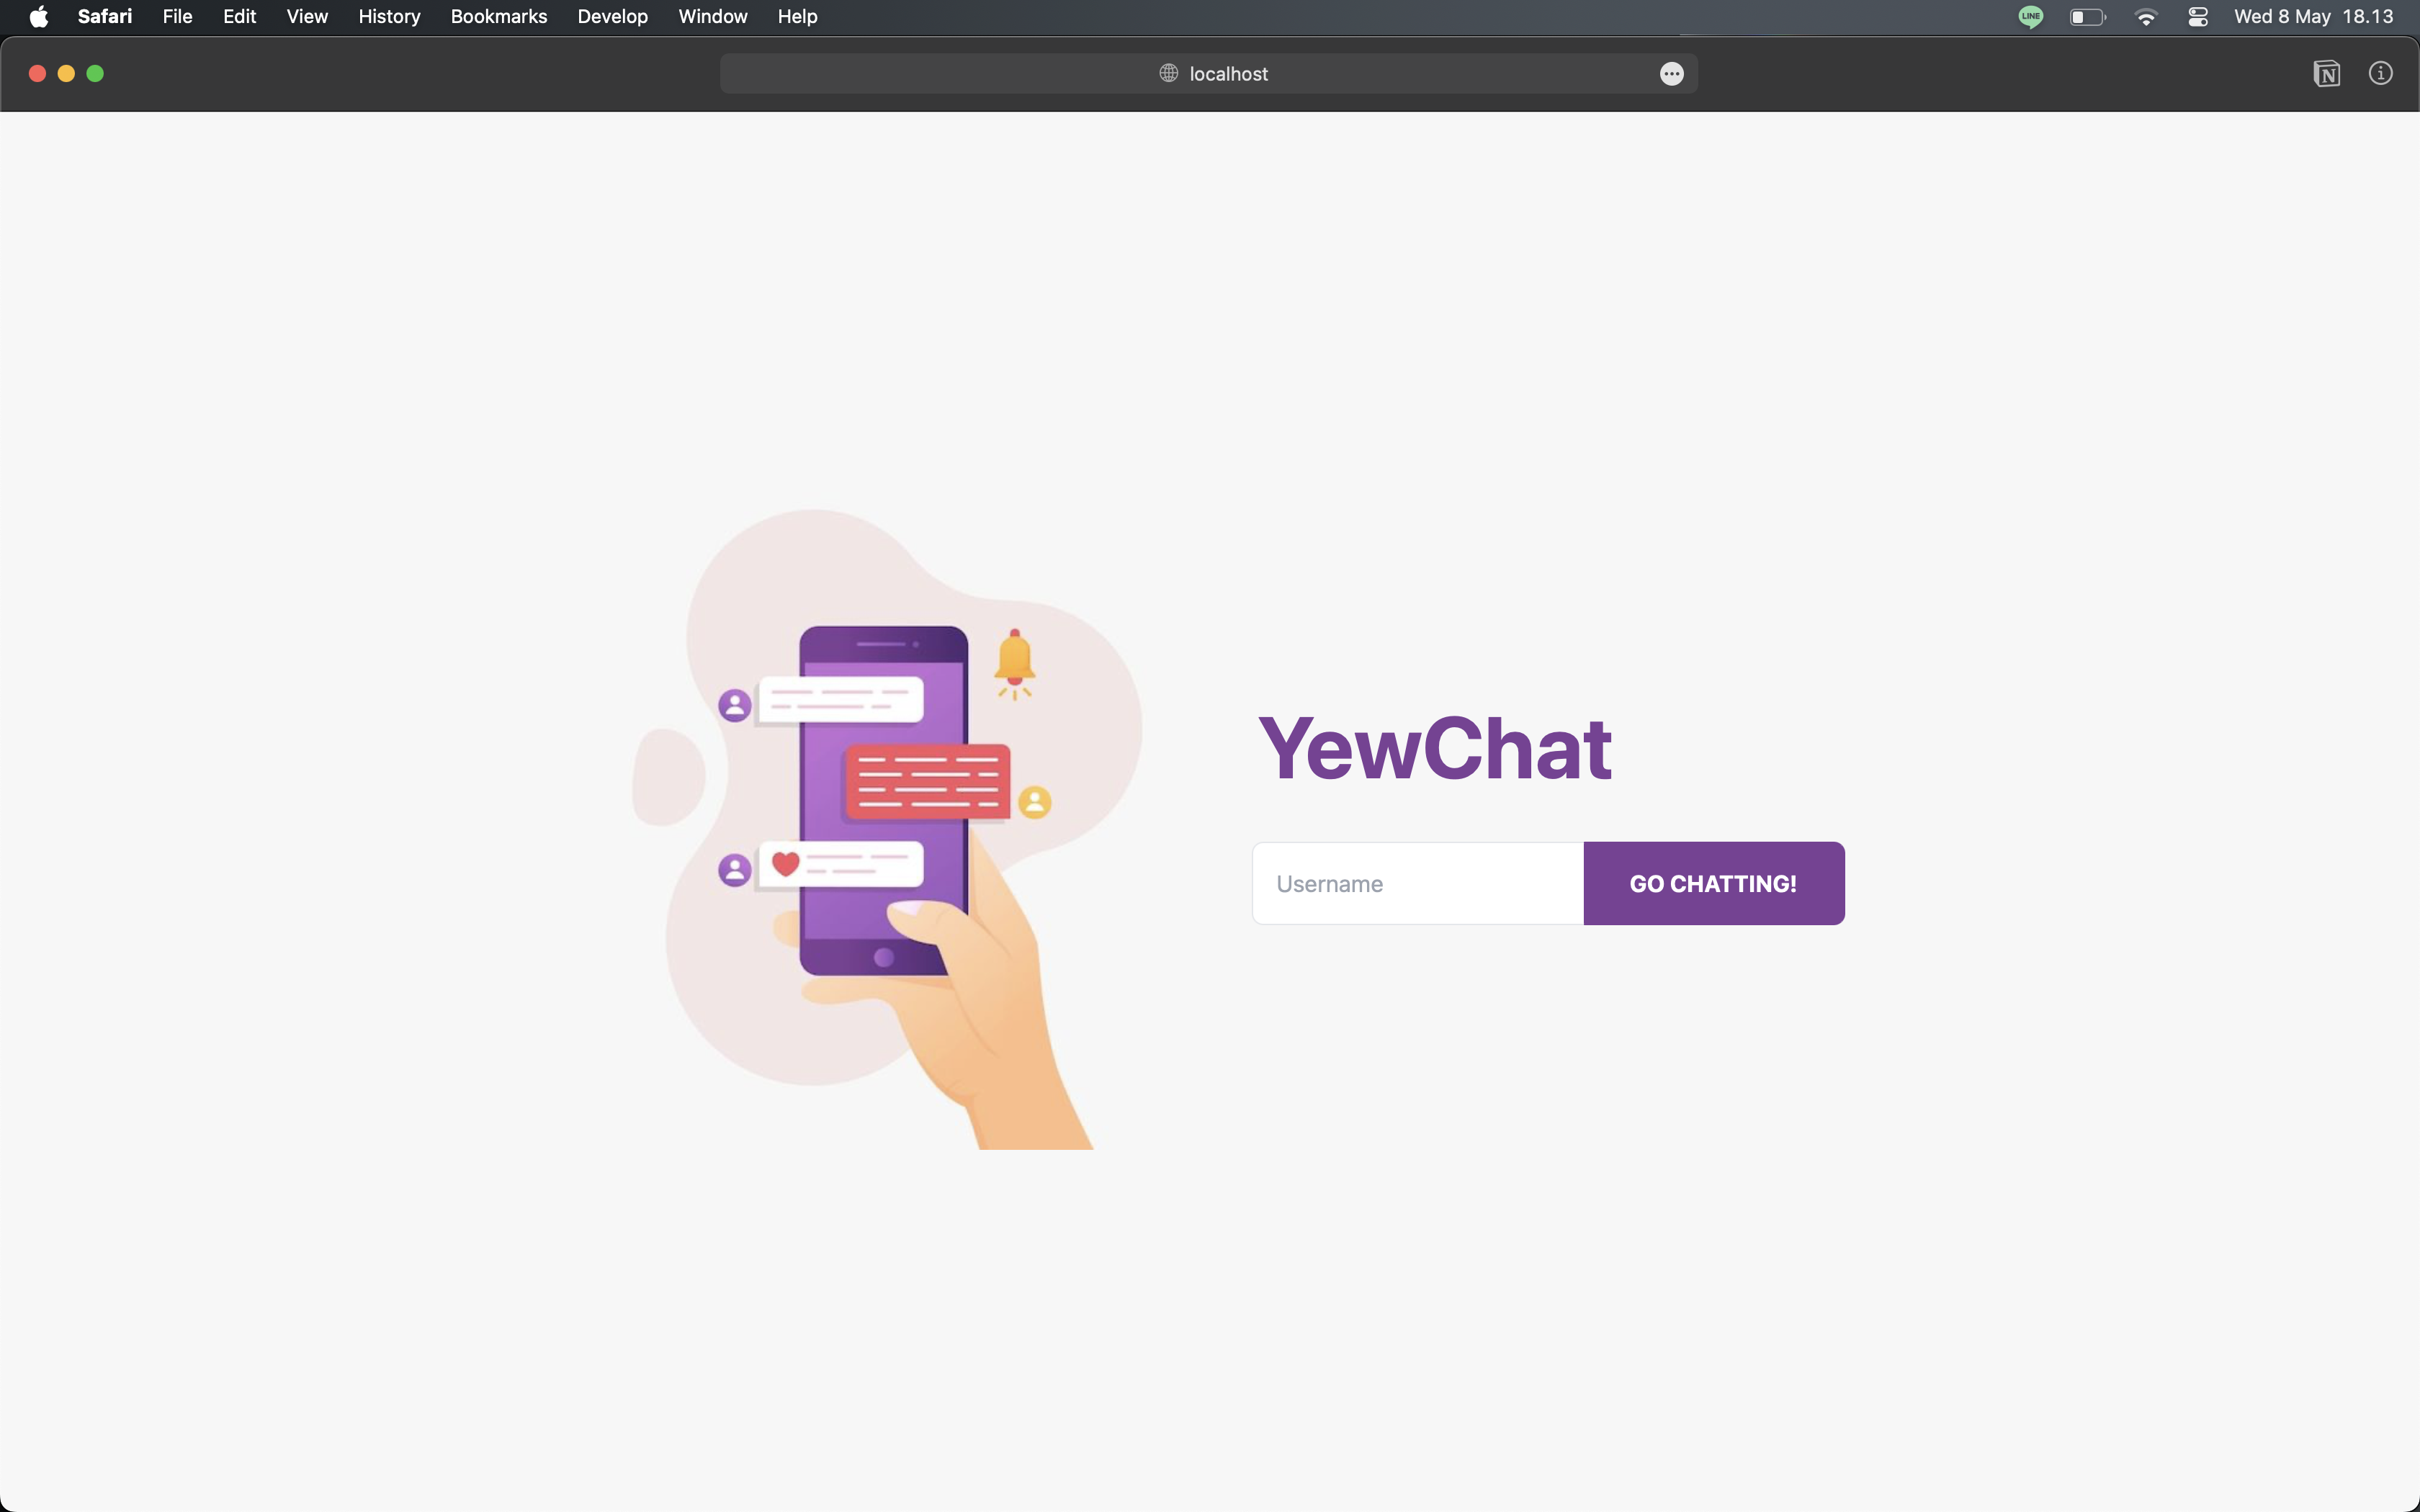 Safari File Edit View History Bookmarks Develop Window Help LINE Wed 8 May 18.13
localhost N
YewChat
Username GO CHATTING!